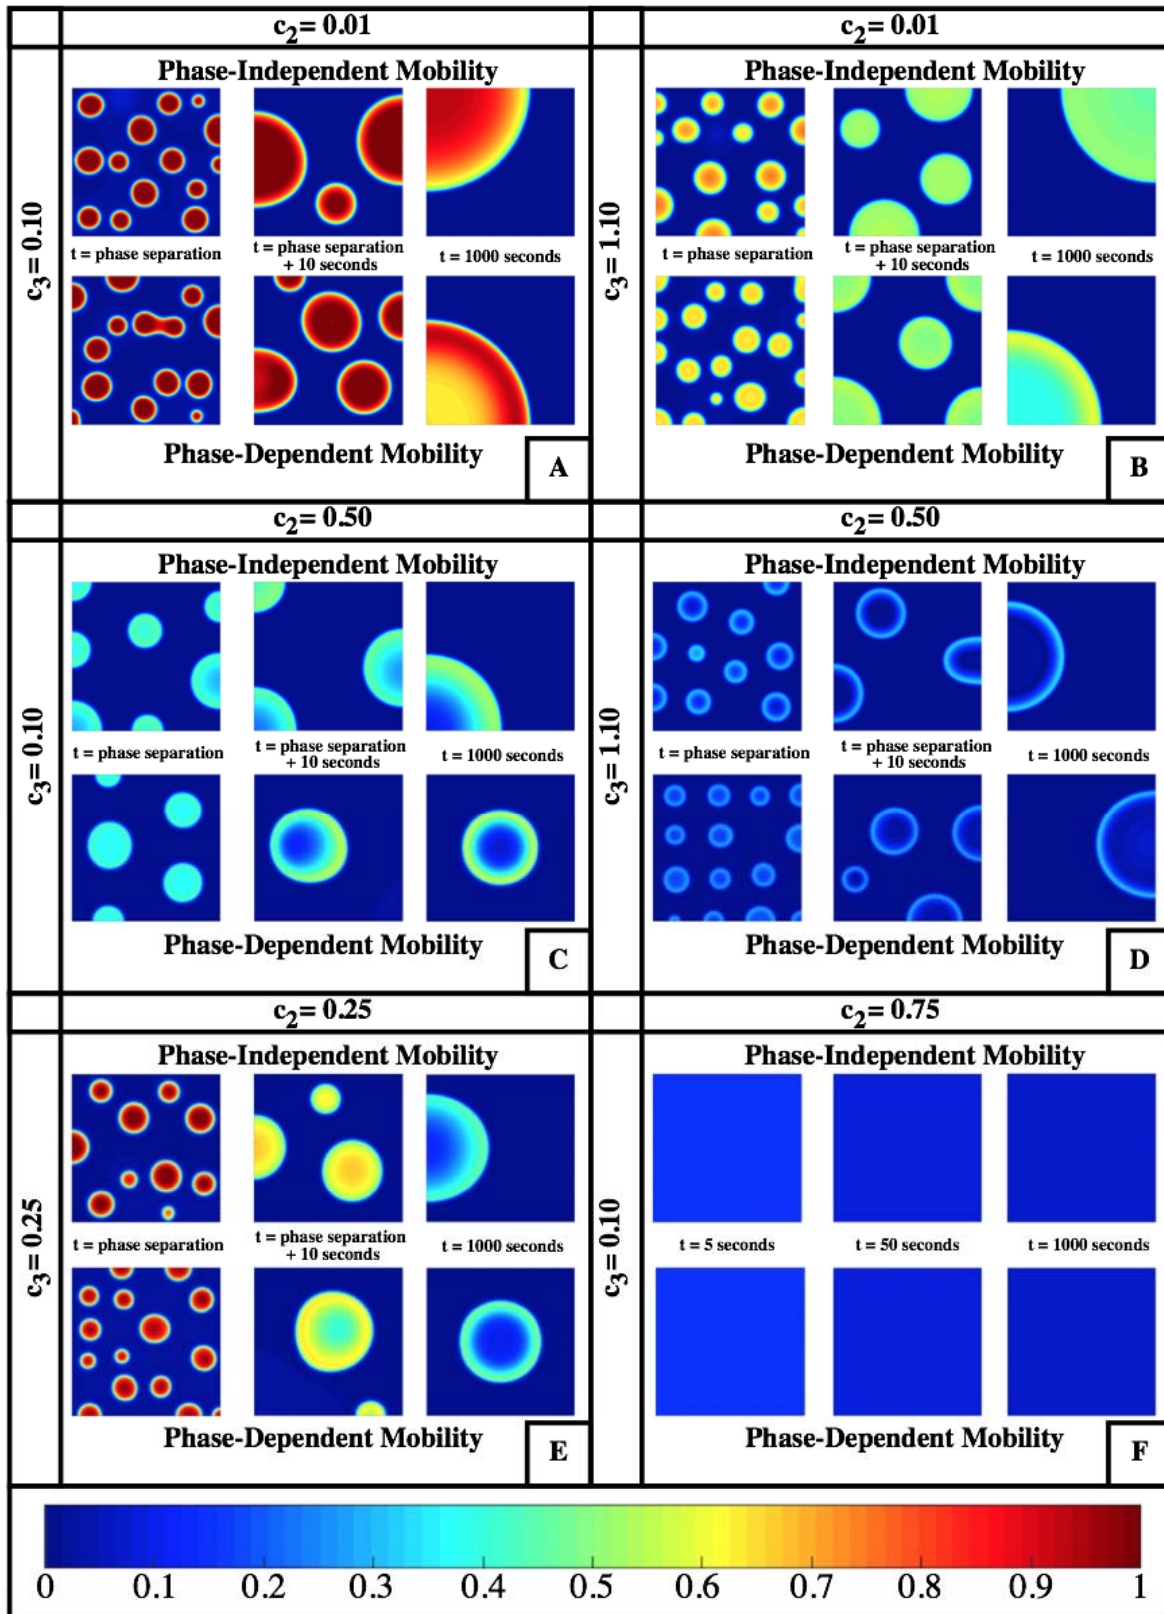 c2= 0.01
c2= 0.01
c3= 0.10
Phase-Independent Mobility
t = phase separation
t = phase separation
+ 10 seconds
t = 1000 seconds
Phase-Dependent Mobility
A
c3= 1.10
Phase-Independent Mobility
t = phase separation
t = phase separation
+ 10 seconds
t = 1000 seconds
Phase-Dependent Mobility
B
c2= 0.50
c2= 0.50
c3= 0.10
Phase-Independent Mobility
t = phase separation
t = phase separation
+ 10 seconds
t = 1000 seconds
Phase-Dependent Mobility
C
c3= 1.10
Phase-Independent Mobility
t = phase separation
t = phase separation
+ 10 seconds
t = 1000 seconds
Phase-Dependent Mobility
D
c2= 0.25
c2= 0.75
c3= 0.25
Phase-Independent Mobility
t = phase separation
t = phase separation
+ 10 seconds
t = 1000 seconds
Phase-Dependent Mobility
E
c3= 0.10
Phase-Independent Mobility
t = 5 seconds
t = 50 seconds
t = 1000 seconds
Phase-Dependent Mobility
F
0 0.1 0.2 0.3 0.4 0.5 0.6 0.7 0.8 0.9 1